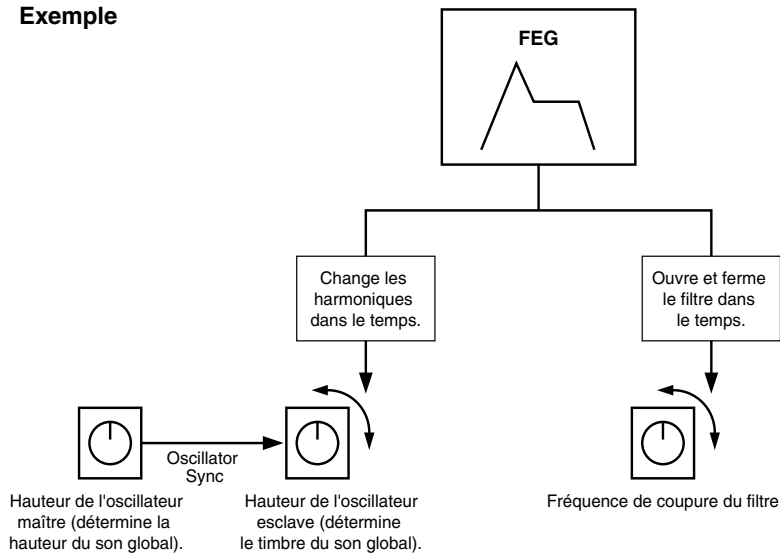 Exemple
FEG
Change les
harmoniques
dans le temps.
Ouvre et ferme
le filtre dans
le temps.
Oscillator
Sync
Hauteur de l'oscillateur
maître (détermine la
hauteur du son global).
Hauteur de l'oscillateur
esclave (détermine
le timbre du son global).
Fréquence de coupure du filtre